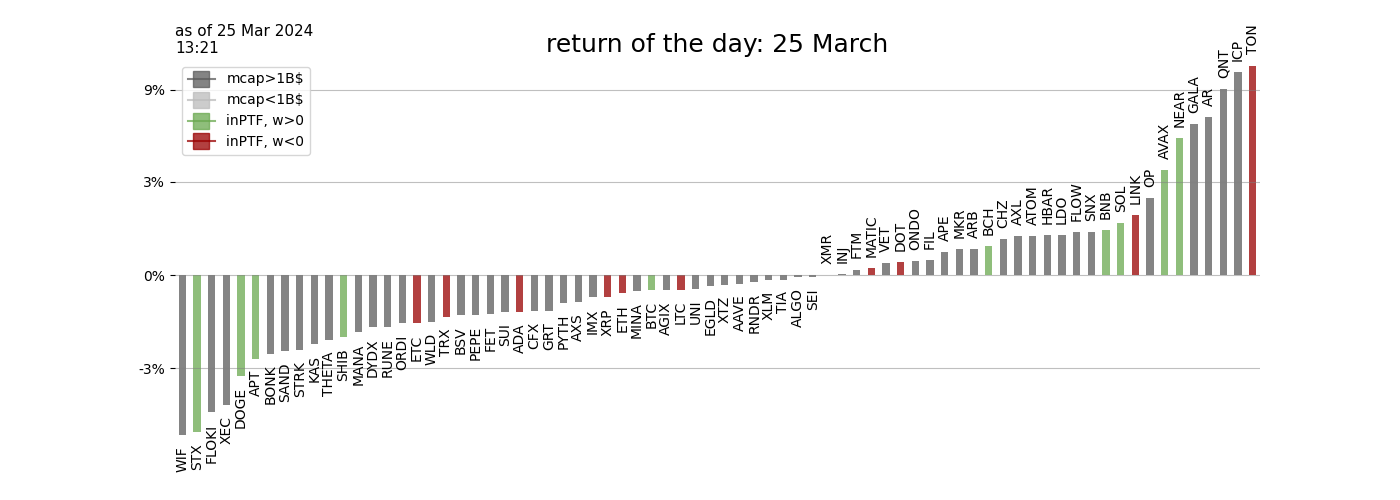 as of 25 Mar 2024
13:21
return of the day: 25 March
mcap>1B$
mcap<1B$
inPTF, w>0
inPTF, w<0
9%
3%
0%
-3%
WIF
STX
FLOKI
XEC
DOGE
APT
BONK
SAND
STRK
KAS
THETA
SHIB
MANA
DYDX
RUNE
ORDI
ETC
WLD
TRX
BSV
PEPE
FET
SUI
ADA
CFX
GRT
PYTH
AXS
IMX
XRP
ETH
MINA
BTC
AGIX
LTC
UNI
EGLD
XTZ
AAVE
RNDR
XLM
TIA
ALGO
SEI
XMR
INJ
FTM
MATIC
VET
DOT
ONDO
FIL
APE
MKR
ARB
BCH
CHZ
AXL
ATOM
HBAR
LDO
FLOW
SNX
BNB
SOL
LINK
OP
AVAX
NEAR
GALA
AR
QNT
ICP
TON